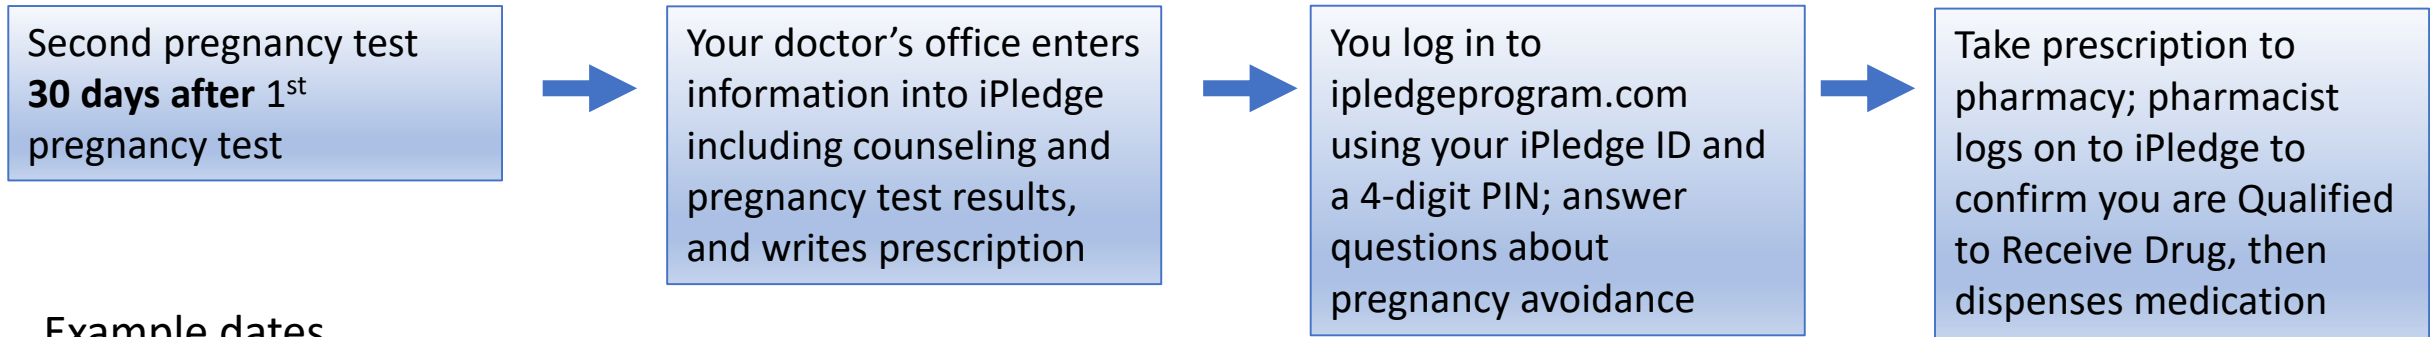 Second pregnancy test
30 days after 1st
pregnancy test
Your doctor’s office enters
information into iPledge
including counseling and
pregnancy test results,
and writes prescription
You log in to
ipledgeprogram.com
using your iPledge ID and
a 4-digit PIN; answer
questions about
pregnancy avoidance
Take prescription to
pharmacy; pharmacist
logs on to iPledge to
confirm you are Qualified
to Receive Drug, then
dispenses medication
Example dates